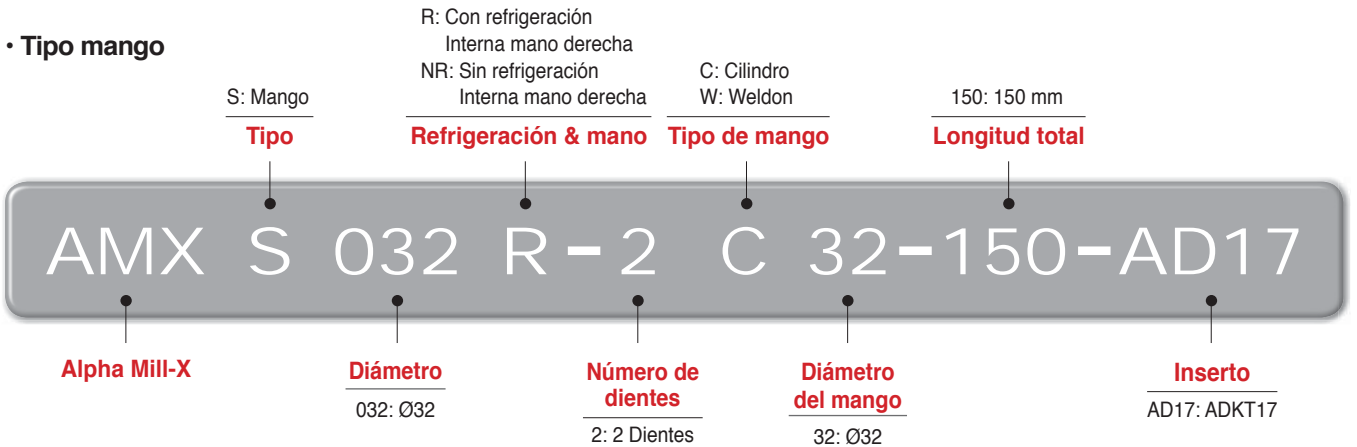 • Tipo mango
S: Mango
Tipo
R: Con refrigeración
Interna mano derecha
NR: Sin refrigeración
Interna mano derecha
Refrigeración & mano
C: Cilindro
W: Weldon
Tipo de mango
150: 150 mm
Longitud total
AMX S 032 R-2 C 32-150-AD17
Alpha Mill-X
Diámetro
032: Ø32
Número de
dientes
2: 2 Dientes
Diámetro
del mango
32: Ø32
Inserto
AD17: ADKT17